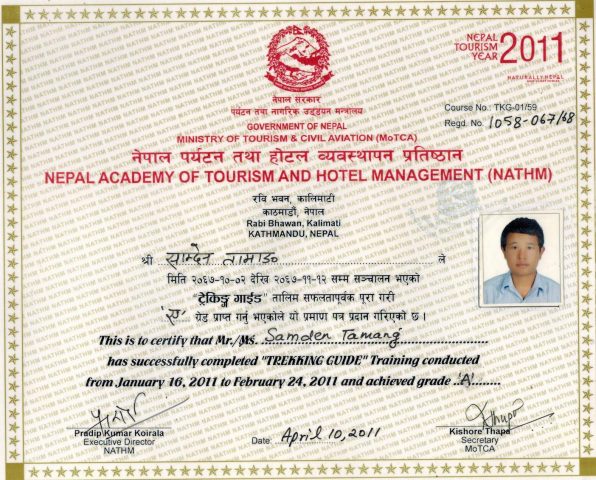 NEPAL
TOURISM
YEAR 2011
NATURALLY NEPAL
नेपाल सरकार
पर्यटन तथा नागरिक उड्डयन मन्त्रालय
GOVERNMENT OF NEPAL
MINISTRY OF TOURISM & CIVIL AVIATION (MoTCA)
Course No.: TKG-01/59
Regd. No. 1058-067/68
नेपाल पर्यटन तथा होटल व्यवस्थापन प्रतिष्ठान
NEPAL ACADEMY OF TOURISM AND HOTEL MANAGEMENT (NATHM)
रवि भवन, कालिमाटी
काठमाडौं, नेपाल
Rabi Bhawan, Kalimati
KATHMANDU, NEPAL
श्री साम्देन तामाङ ले
मिति २०६७-१०-०२ देखि २०६७-११-१२ सम्म सञ्चालन भएको
"ट्रेकिङ्ग गाईड" तालिम सफलतापूर्वक पूरा गरी
'ए' ग्रेड प्राप्त गर्नु भएकोले यो प्रमाण पत्र प्रदान गरिएको छ ।
This is to certify that Mr./Ms. Samden Tamang
has successfully completed "TREKKING GUIDE" Training conducted
from January 16, 2011 to February 24, 2011 and achieved grade 'A'
Pradip Kumar Koirala
Executive Director
NATHM
Date: April 10, 2011
Kishore Thapa
Secretary
MoTCA